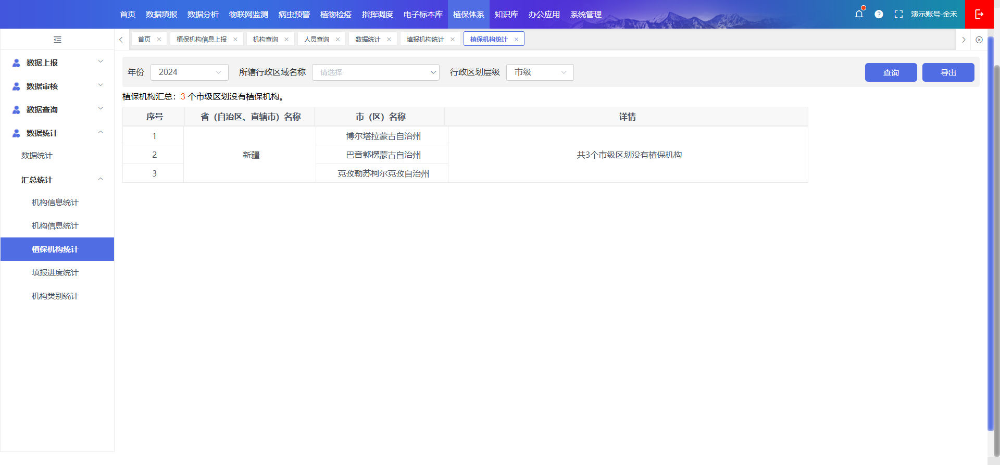 首页 数据填报 数据分析 物联网监测 病虫预警 植物检疫 指挥调度 电子标本库 植保体系 知识库 办公应用 系统管理 演示账号-金禾
首页 植保机构信息上报 机构查询 人员查询 数据统计 填报机构统计 植保机构统计
数据上报
数据审核
数据查询
数据统计
数据统计
汇总统计
机构信息统计
机构信息统计
植保机构统计
填报进度统计
机构类别统计
年份 2024 所辖行政区域名称 请选择 行政区划层级 市级 查询 导出
植保机构汇总：3 个市级区划没有植保机构。
序号 省（自治区、直辖市）名称 市（区）名称 详情
1 博尔塔拉蒙古自治州
2 新疆 巴音郭楞蒙古自治州 共3个市级区划没有植保机构
3 克孜勒苏柯尔克孜自治州